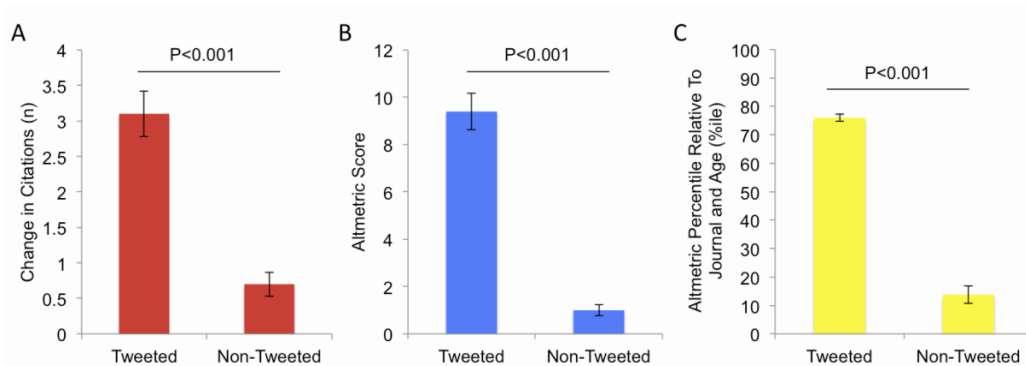 A
Change in Citations (n)
4
3.5
3
2.5
2
1.5
1
0.5
0
P<0.001
Tweeted
Non-Tweeted
B
Altmetric Score
12
10
8
6
4
2
0
P<0.001
Tweeted
Non-Tweeted
C
Altmetric Percentile Relative To
Journal and Age (%ile)
100
90
80
70
60
50
40
30
20
10
0
P<0.001
Tweeted
Non-Tweeted